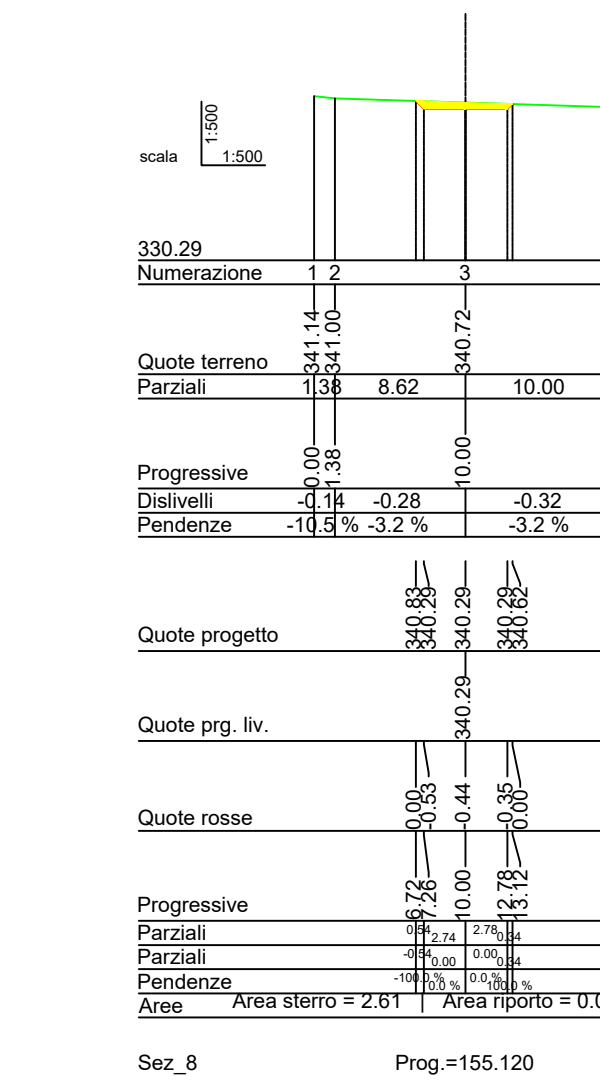 1:500
scala 1:500
330.29
Numerazione 1 2 3
Quote terreno 341.14 341.00 340.72
Parziali 1.38 8.62 10.00
Progressive 0.00 1.38 10.00
Dislivelli -0.14 -0.28 -0.32
Pendenze -10.5 % -3.2 % -3.2 %
Quote progetto 340.83 340.29 340.29 340.29 340.62
Quote prg. liv. 340.29
Quote rosse 0.00 -0.53 -0.44 -0.35 0.00
Progressive 6.72 7.26 10.00 12.78 13.12
Parziali 0.54 2.74 2.78 0.34
Parziali -0.54 0.00 0.00 0.34
Pendenze -100.0 % 0.0 % 0.0 % 100.0 %
Aree Area sterro = 2.61 Area riporto = 0.0
Sez_8 Prog.=155.120